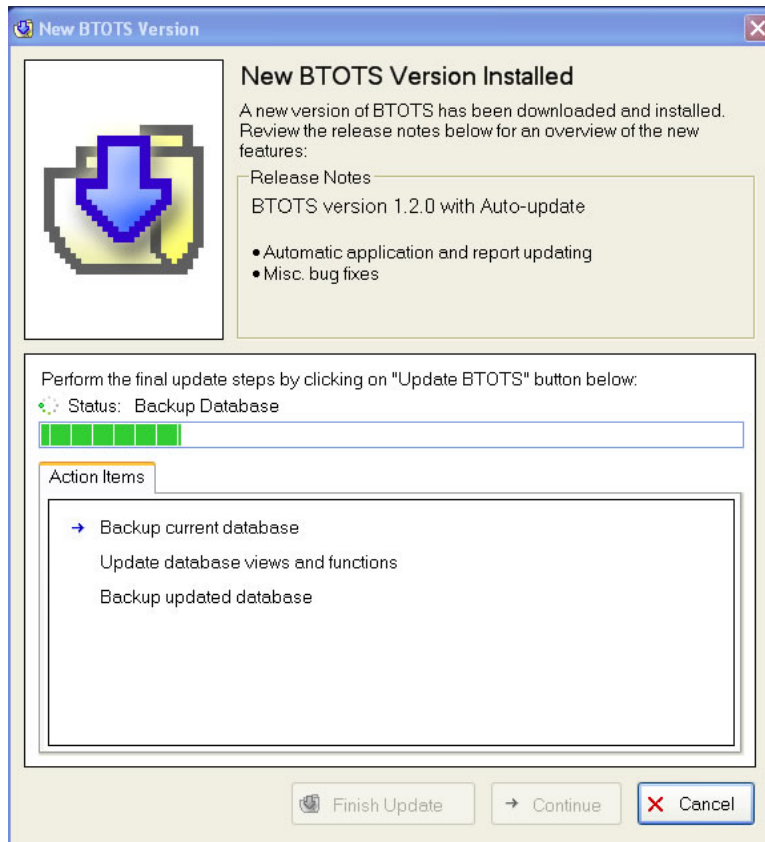 New BTOTS Version
New BTOTS Version Installed
A new version of BTOTS has been downloaded and installed.
Review the release notes below for an overview of the new
features:
Release Notes
BTOTS version 1.2.0 with Auto-update
•Automatic application and report updating
•Misc. bug fixes
Perform the final update steps by clicking on "Update BTOTS" button below:
Status: Backup Database
Action Items
→ Backup current database
Update database views and functions
Backup updated database
Finish Update → Continue X Cancel